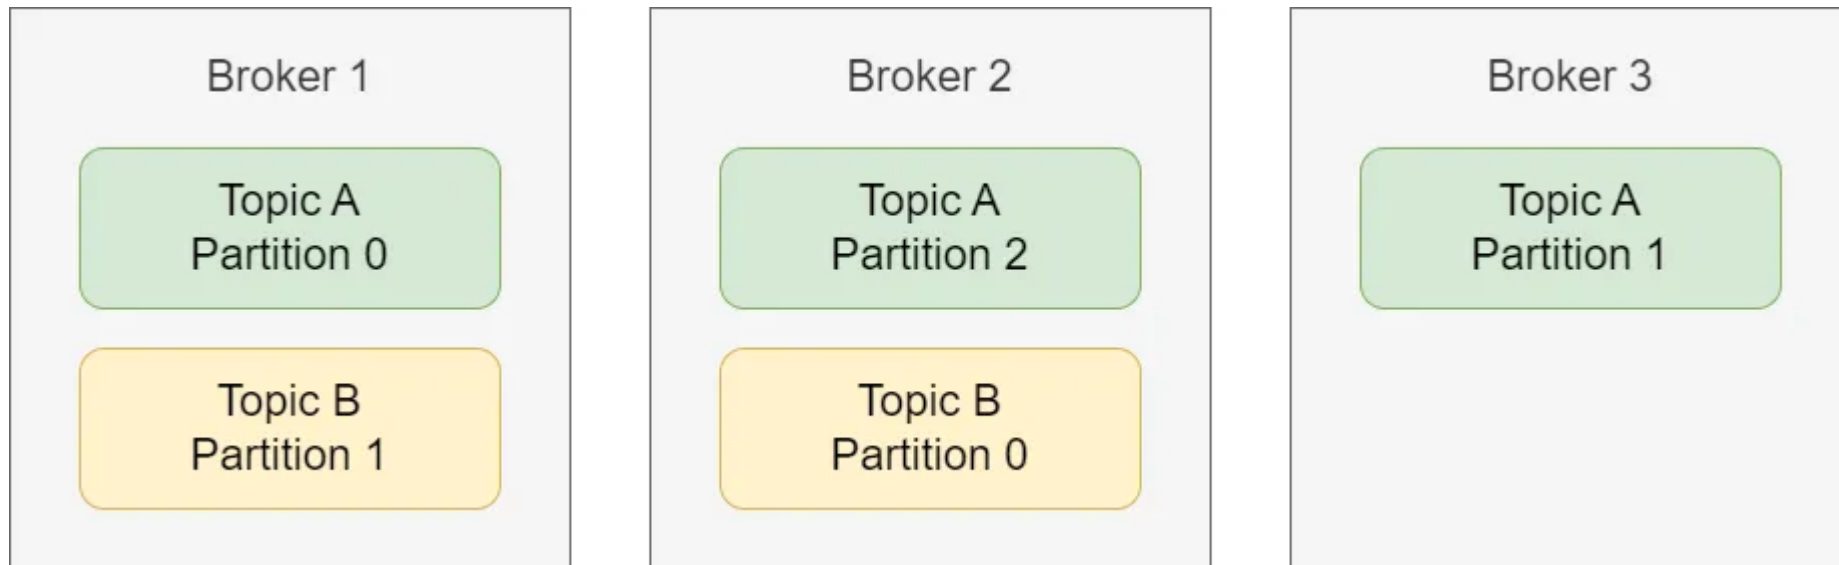 Broker 1
Topic A
Partition 0
Topic B
Partition 1
Broker 2
Topic A
Partition 2
Topic B
Partition 0
Broker 3
Topic A
Partition 1